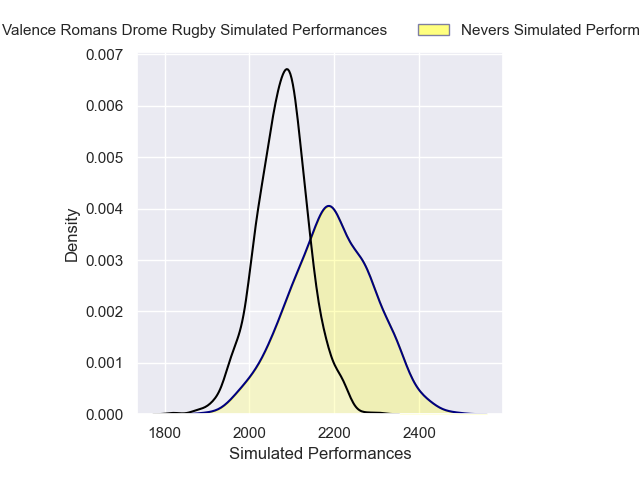 Valence Romans Drome Rugby Simulated Performances
Nevers Simulated Perform
0.007
0.006
0.005
0.004
0.003
0.002
0.001
0.000
Density
1800 2000 2200 2400
Simulated Performances